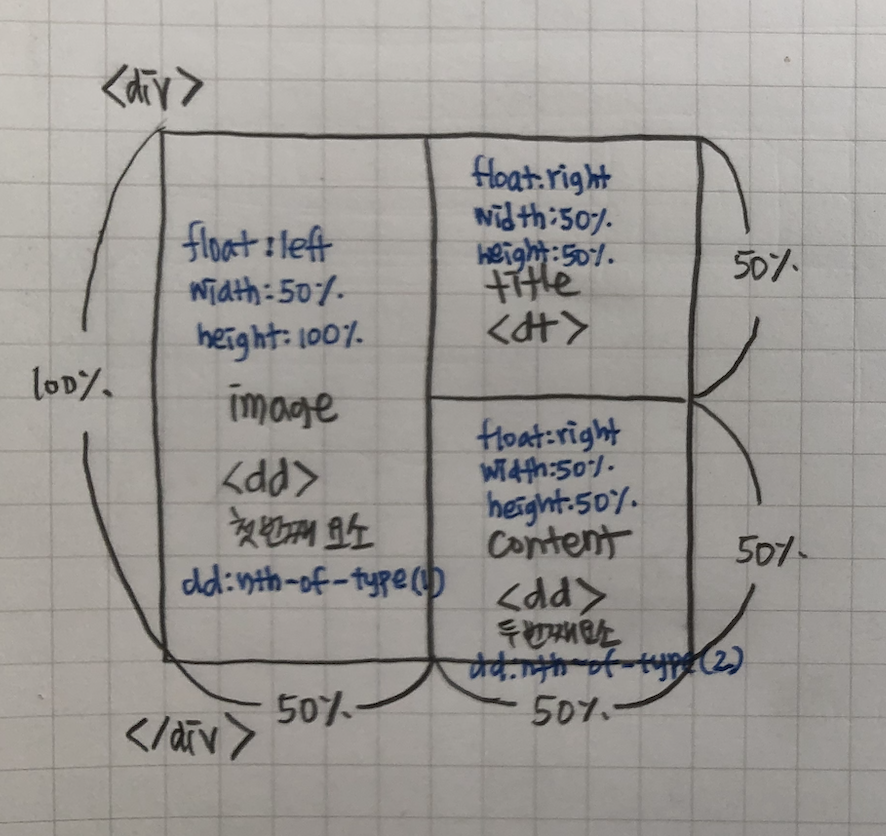 <div>
100%.
float:left
width:50%.
height:100%.
image
<dd>
첫번째 요소
dd:nth-of-type(1)
float:right
width:50%.
height:50%.
title
<dt>
50%.
float:right
width:50%.
height:50%.
content
<dd>
두번째요소
dd:nth-of-type(2)
50%.
50%.
50%.
</div>